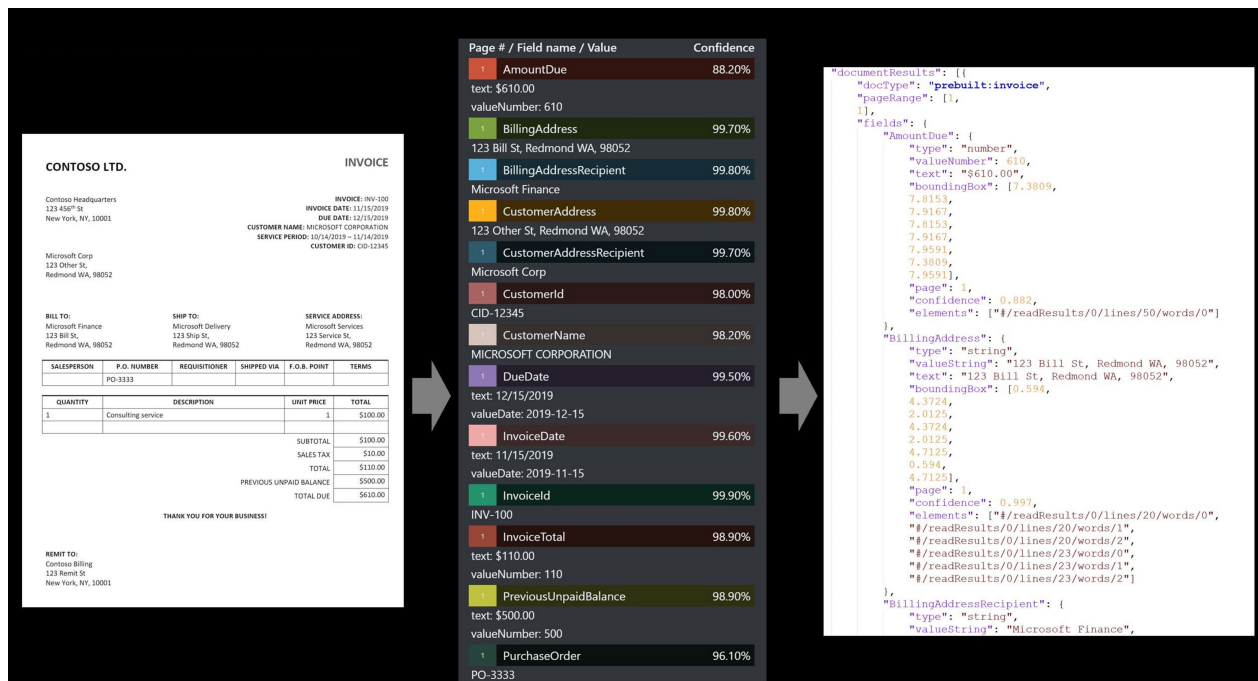 CONTOSO LTD.
INVOICE
Contoso Headquarters
123 456th St
New York, NY, 10001
INVOICE: INV-100
INVOICE DATE: 11/15/2019
DUE DATE: 12/15/2019
CUSTOMER NAME: MICROSOFT CORPORATION
SERVICE PERIOD: 10/14/2019 – 11/14/2019
CUSTOMER ID: CID-12345
Microsoft Corp
123 Other St,
Redmond WA, 98052
BILL TO:
Microsoft Finance
123 Bill St,
Redmond WA, 98052
SHIP TO:
Microsoft Delivery
123 Ship St,
Redmond WA, 98052
SERVICE ADDRESS:
Microsoft Services
123 Service St,
Redmond WA, 98052
SALESPERSON P.O. NUMBER REQUISITIONER SHIPPED VIA F.O.B. POINT TERMS
PO-3333
QUANTITY DESCRIPTION UNIT PRICE TOTAL
1 Consulting service 1 $100.00
SUBTOTAL $100.00
SALES TAX $10.00
TOTAL $110.00
PREVIOUS UNPAID BALANCE $500.00
TOTAL DUE $610.00
THANK YOU FOR YOUR BUSINESS!
REMIT TO:
Contoso Billing
123 Remit St
New York, NY, 10001
Page # / Field name / Value Confidence
1 AmountDue 88.20%
text: $610.00
valueNumber: 610
1 BillingAddress 99.70%
123 Bill St, Redmond WA, 98052
1 BillingAddressRecipient 99.80%
Microsoft Finance
1 CustomerAddress 99.80%
123 Other St, Redmond WA, 98052
1 CustomerAddressRecipient 99.70%
Microsoft Corp
1 CustomerId 98.00%
CID-12345
1 CustomerName 98.20%
MICROSOFT CORPORATION
1 DueDate 99.50%
text: 12/15/2019
valueDate: 2019-12-15
1 InvoiceDate 99.60%
text: 11/15/2019
valueDate: 2019-11-15
1 InvoiceId 99.90%
INV-100
1 InvoiceTotal 98.90%
text: $110.00
valueNumber: 110
1 PreviousUnpaidBalance 98.90%
text: $500.00
valueNumber: 500
1 PurchaseOrder 96.10%
PO-3333
"documentResults": [{
"docType": "prebuilt:invoice",
"pageRange": [1,
1],
"fields": {
"AmountDue": {
"type": "number",
"valueNumber": 610,
"text": "$610.00",
"boundingBox": [7.3809,
7.8153,
7.9167,
7.8153,
7.9167,
7.9591,
7.3809,
7.9591],
"page": 1,
"confidence": 0.882,
"elements": ["#/readResults/0/lines/50/words/0"]
},
"BillingAddress": {
"type": "string",
"valueString": "123 Bill St, Redmond WA, 98052",
"text": "123 Bill St, Redmond WA, 98052",
"boundingBox": [0.594,
4.3724,
2.0125,
4.3724,
2.0125,
4.7125,
0.594,
4.7125],
"page": 1,
"confidence": 0.997,
"elements": ["#/readResults/0/lines/20/words/0",
"#/readResults/0/lines/20/words/1",
"#/readResults/0/lines/20/words/2",
"#/readResults/0/lines/23/words/0",
"#/readResults/0/lines/23/words/1",
"#/readResults/0/lines/23/words/2"]
},
"BillingAddressRecipient": {
"type": "string",
"valueString": "Microsoft Finance",